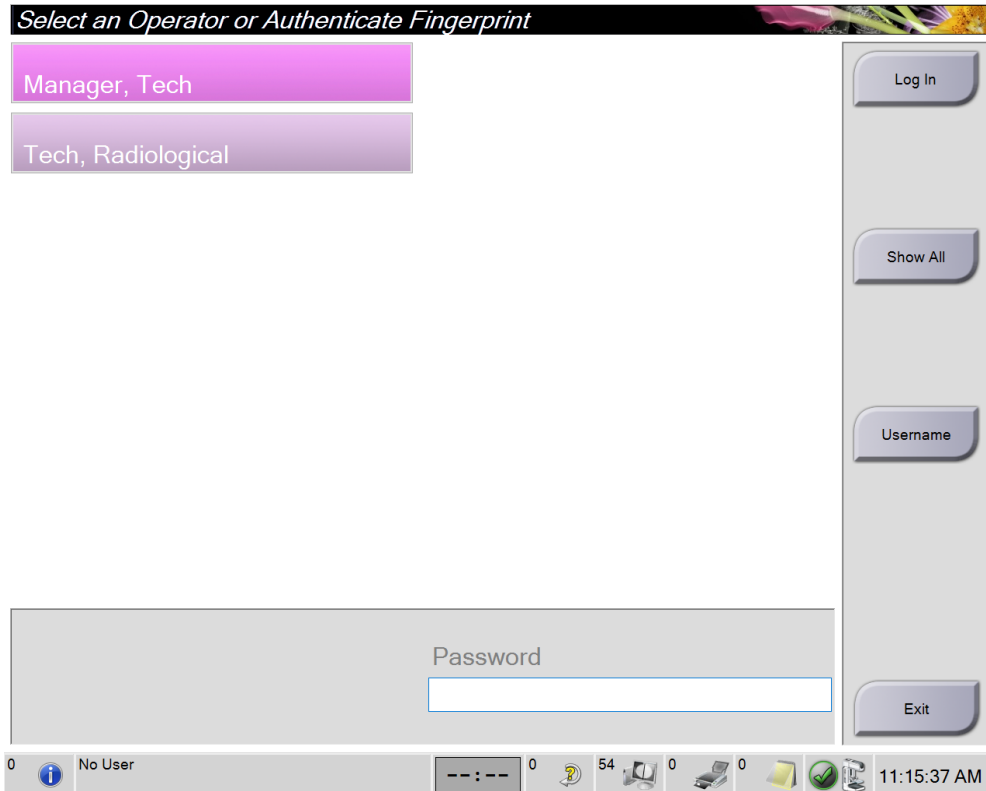 Select an Operator or Authenticate Fingerprint
Manager, Tech
Log In
Tech, Radiological
Show All
Username
Password
Exit
0
No User
--:--
0
54
0
0
11:15:37 AM